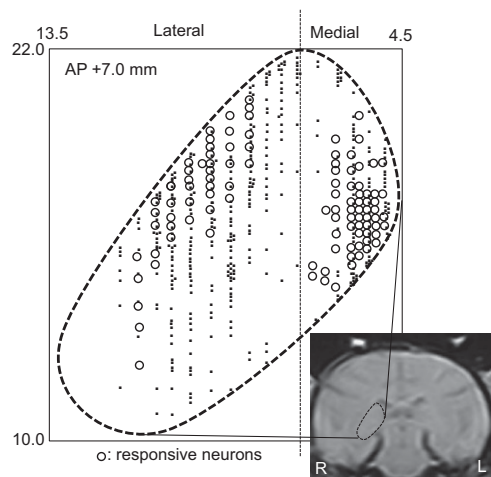 13.5 Lateral Medial 4.5
22.0
AP +7.0 mm
10.0
R L
o: responsive neurons